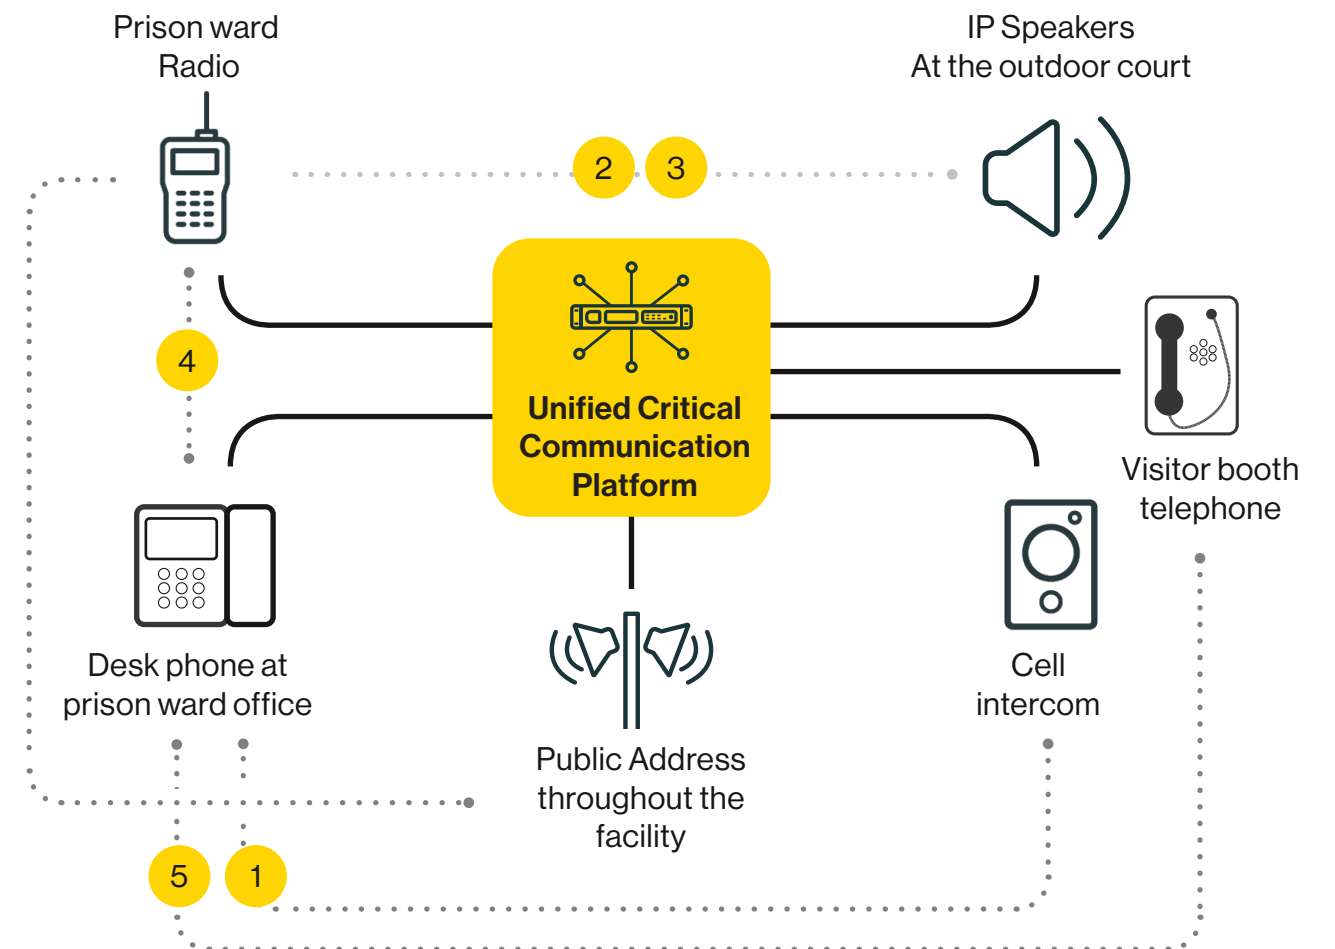 Prison ward
Radio
IP Speakers
At the outdoor court
2
3
4
Unified Critical
Communication
Platform
Visitor booth
telephone
Desk phone at
prison ward office
Cell
intercom
Public Address
throughout the
facility
5
1